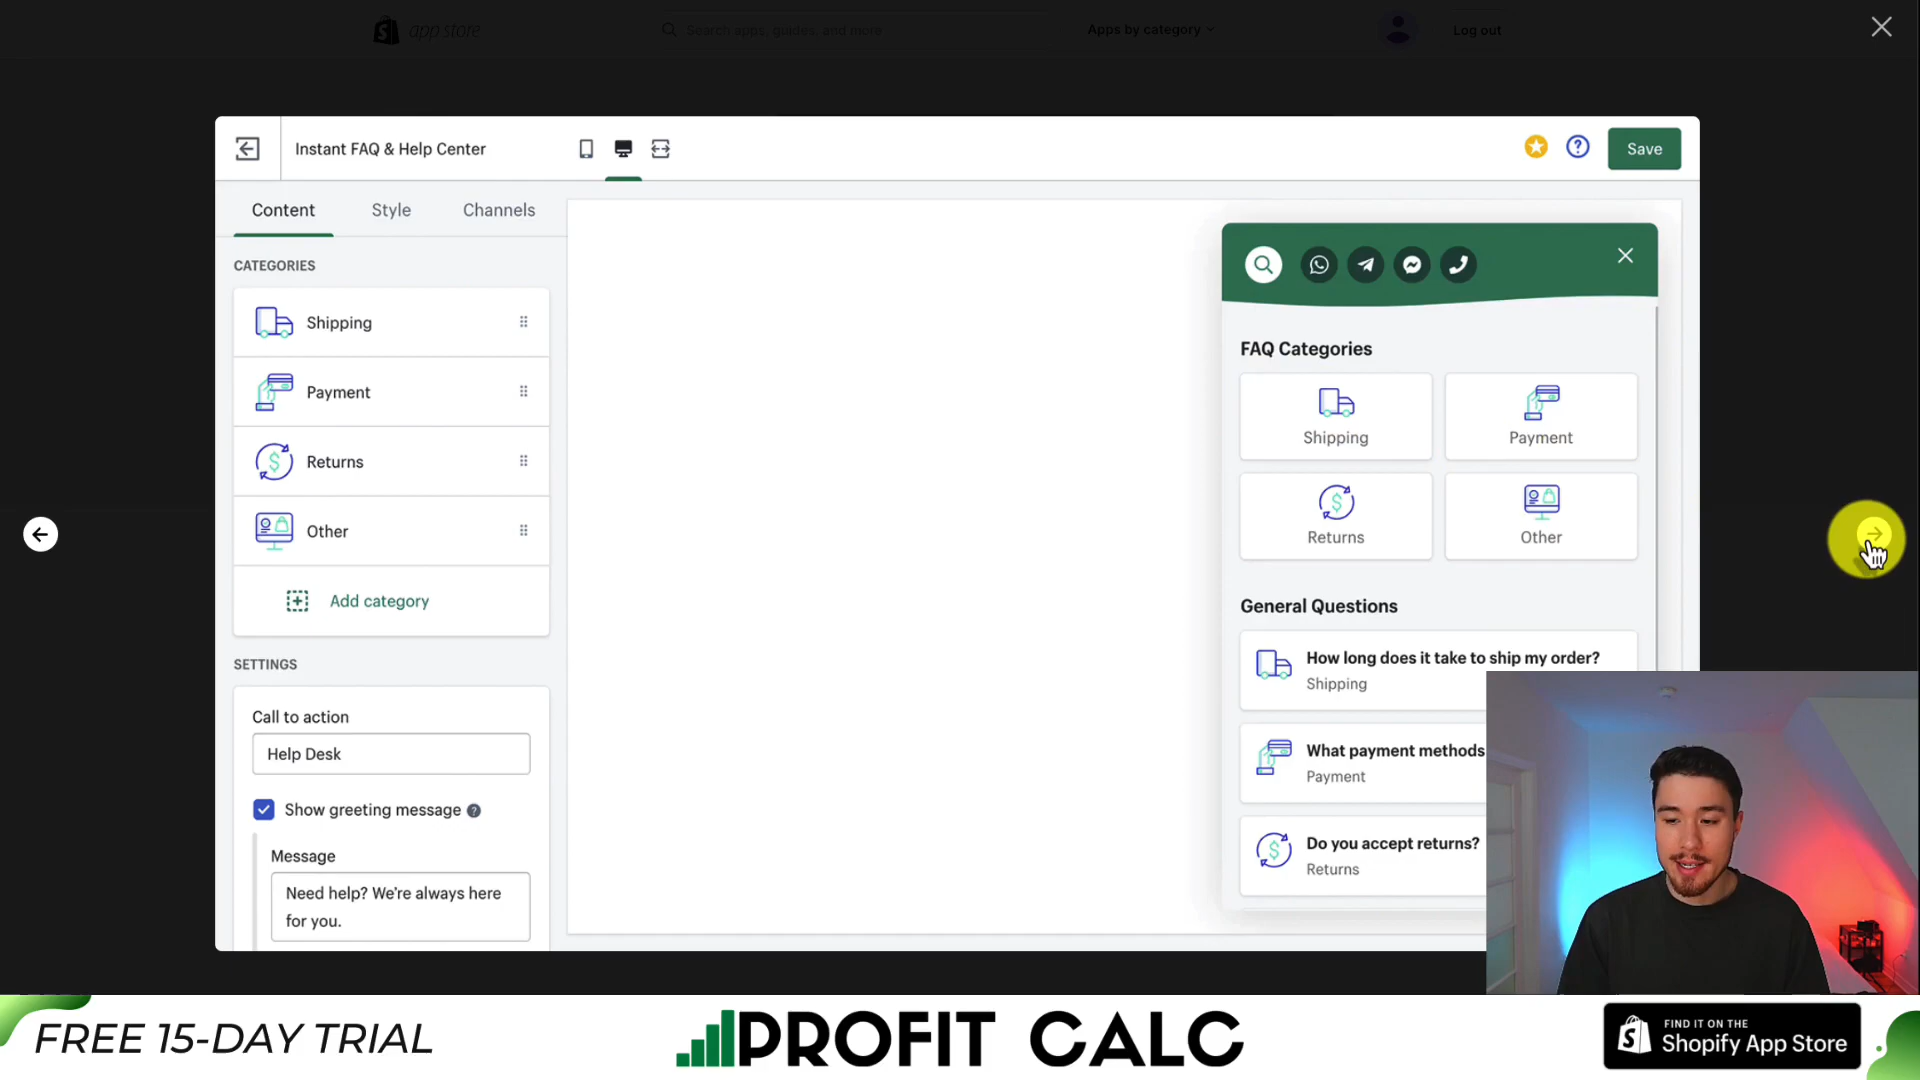 app store
Search apps, guides, and more
Apps by category
Log out
Instant FAQ & Help Center
Save
Content
Style
Channels
CATEGORIES
Shipping
Payment
Returns
Other
Add category
SETTINGS
Call to action
Help Desk
Show greeting message
Message
Need help? We're always here
for you.
FAQ Categories
Shipping
Payment
Returns
Other
General Questions
How long does it take to ship my order?
Shipping
What payment methods
Payment
Do you accept returns?
Returns
FREE 15-DAY TRIAL
PROFIT CALC
FIND IT ON THE
Shopify App Store